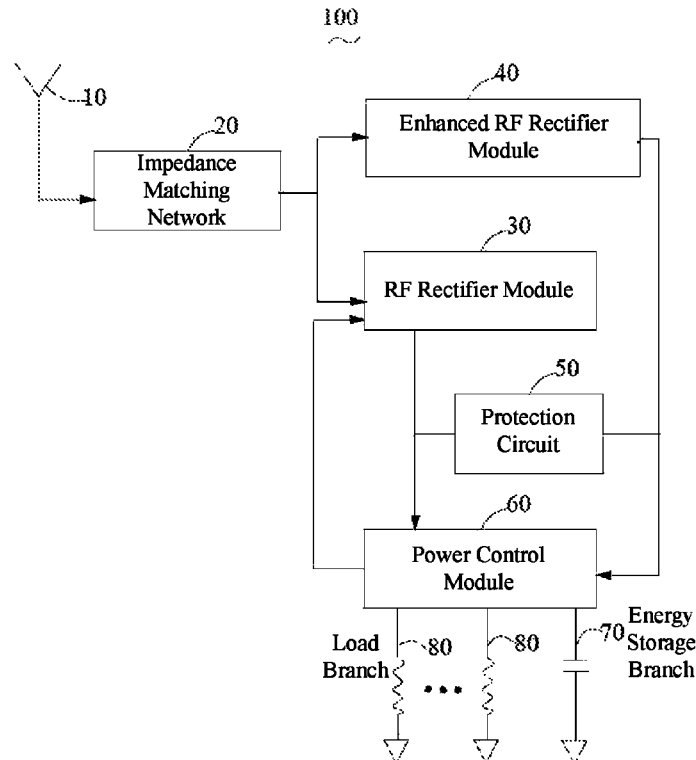 100
10
20
Impedance
Matching
Network
40
Enhanced RF Rectifier
Module
30
RF Rectifier Module
50
Protection
Circuit
60
Power Control
Module
Load
Branch
80
80
70
Energy
Storage
Branch